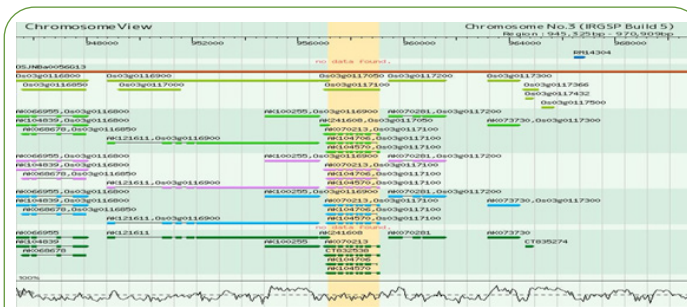 ChromosomeView
Chromosome No.3 (IRGSP Build 5)
Region : 945,325bp - 970,909bp
948000 952000 956000 960000 964000 968000
no data found.
RM14304
OSJNBa0056G13
Os03g0116800 Os03g0116900 Os03g0117050 Os03g0117200 Os03g0117300
Os03g0116850 Os03g0117000 Os03g0117100 Os03g0117366
Os03g0117432
Os03g0117500
AK066955,Os03g0116800 AK100255,Os03g0116900 AK070281,Os03g0117200
AK104839,Os03g0116800 AK241608,Os03g0117050 AK073730,Os03g0117300
AK068678,Os03g0116850 AK070213,Os03g0117100
AK121611,Os03g0116900 AK104706,Os03g0117100
AK104570,Os03g0117100
AK066955,Os03g0116800 AK100255,Os03g0116900 AK070281,Os03g0117200
AK104839,Os03g0116800 AK070213,Os03g0117100
AK068678,Os03g0116850 AK104706,Os03g0117100
AK121611,Os03g0116900 AK104570,Os03g0117100
AK066955,Os03g0116800 AK100255,Os03g0116900 AK070281,Os03g0117200
AK104839,Os03g0116800 AK070213,Os03g0117100 AK073730,Os03g0117300
AK068678,Os03g0116850 AK104706,Os03g0117100
AK121611,Os03g0116900 AK104570,Os03g0117100
no data found.
AK066955 AK121611 AK241608 AK070281 AK073730
AK104839 AK100255 AK070213 CT835274
AK068678 CT832538
AK104706
AK104570
100%